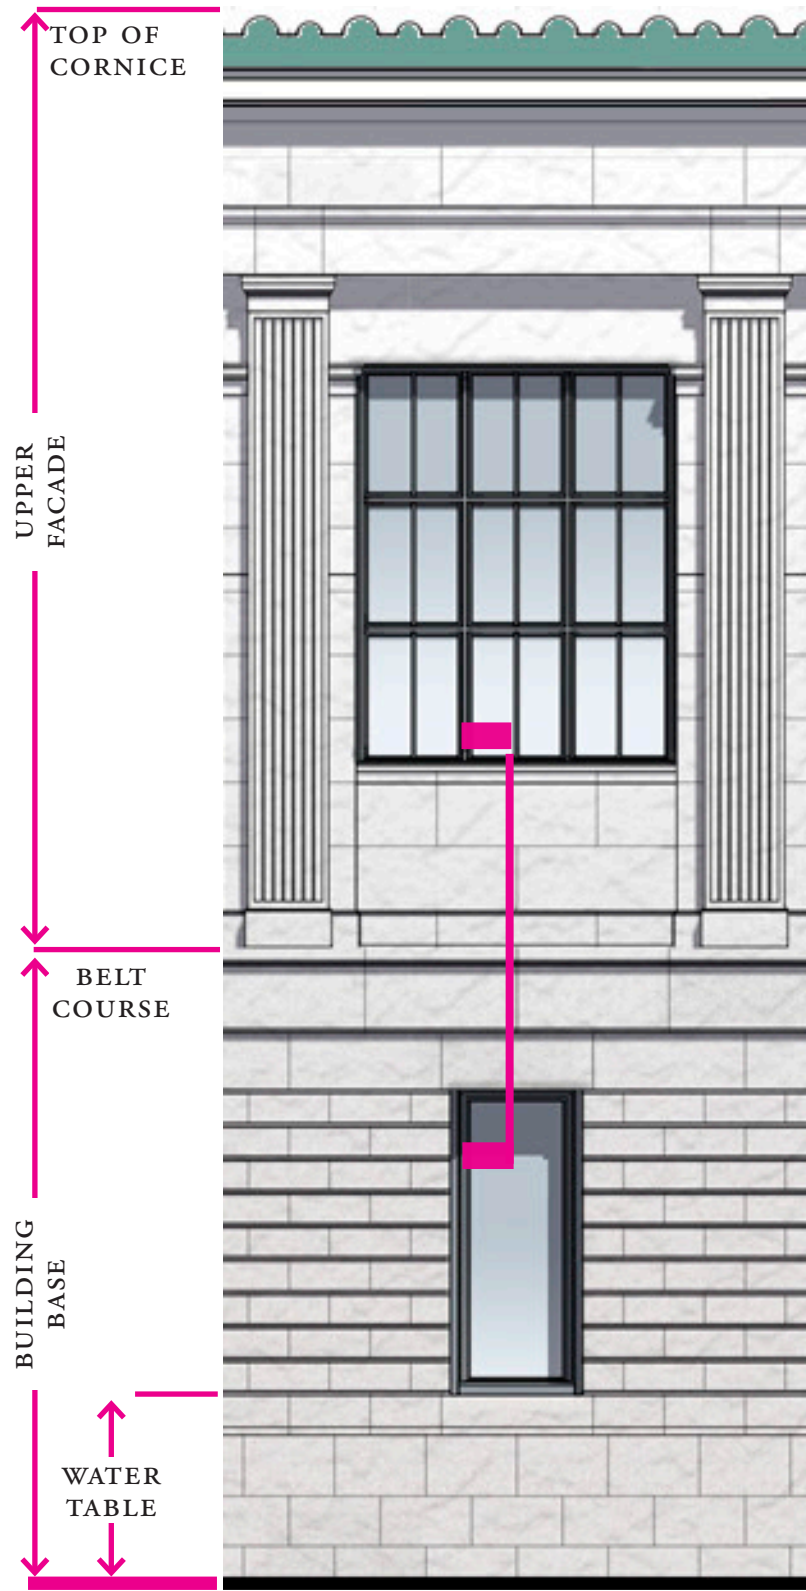 TOP OF
CORNICE
UPPER
FACADE
BELT
COURSE
BUILDING
BASE
WATER
TABLE